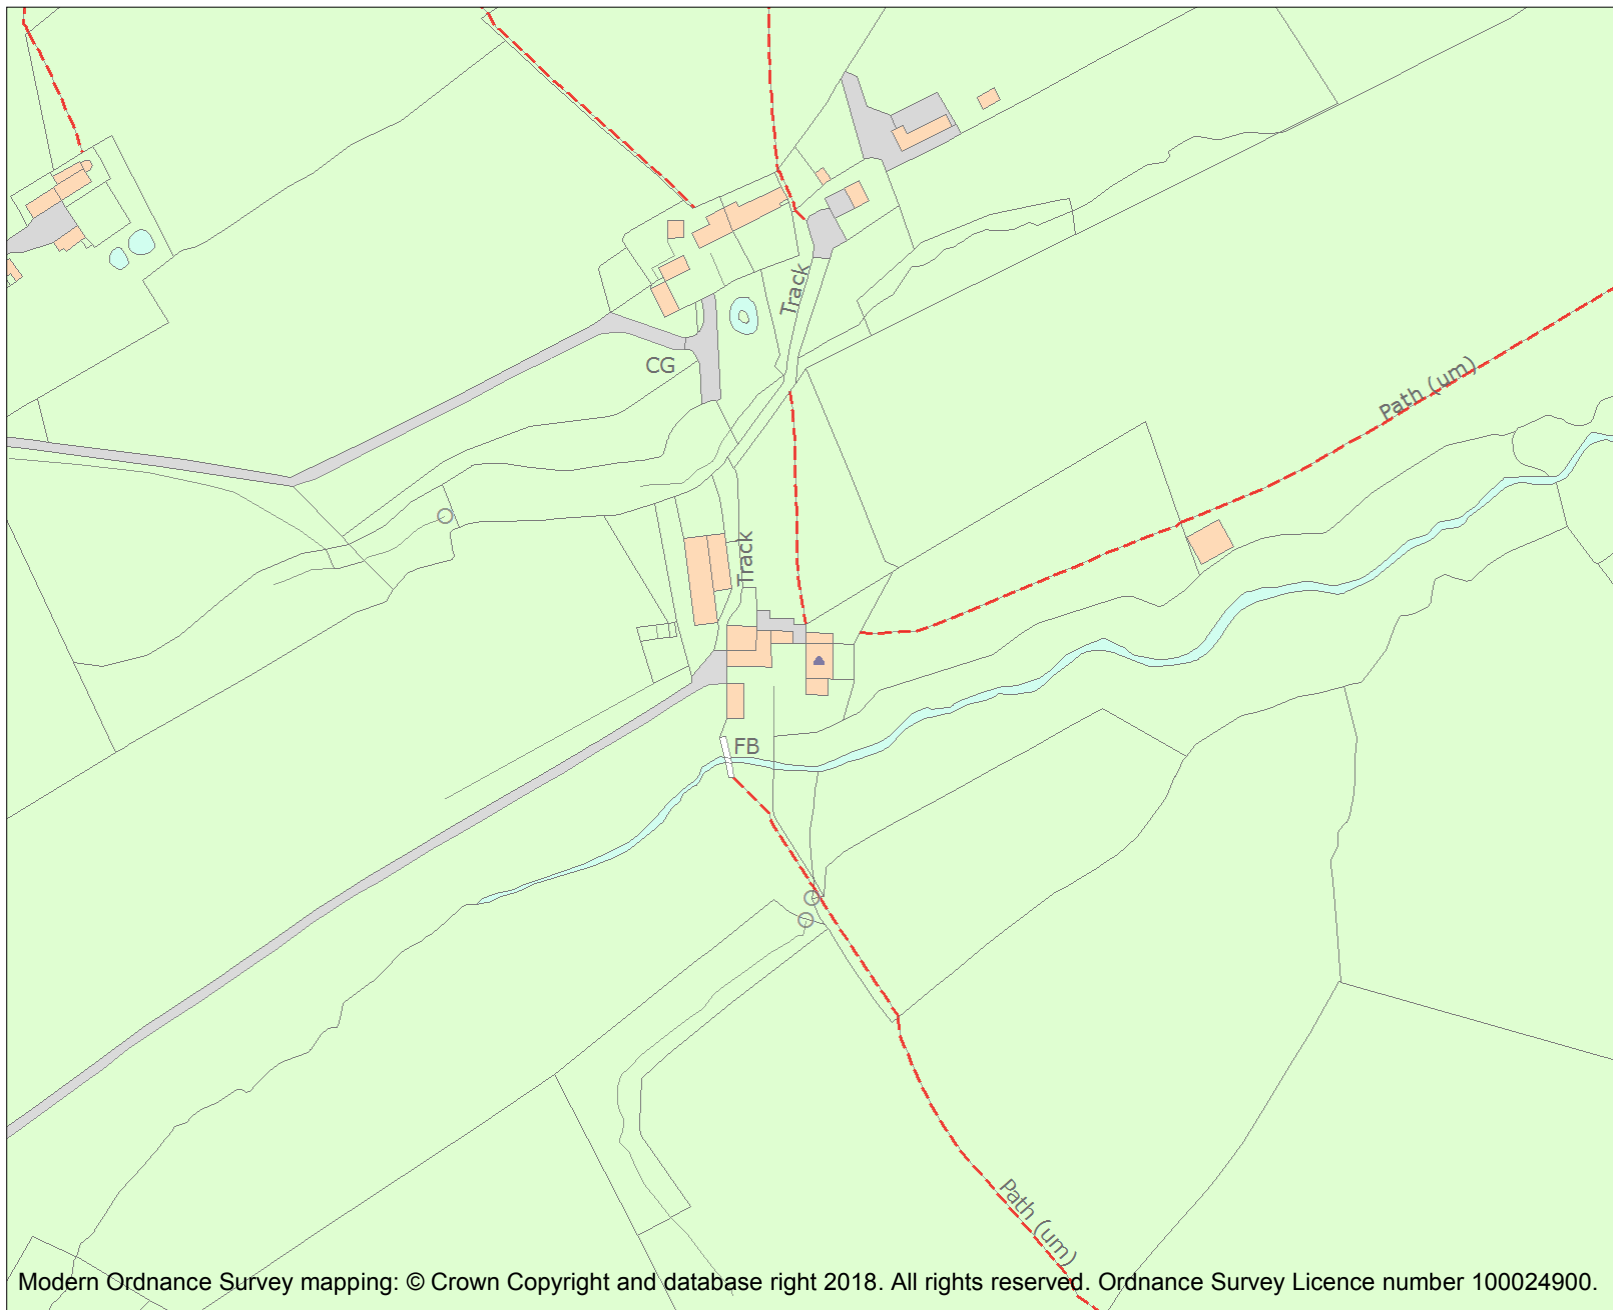 Track
CG
Path (um)
Track
FB
Path (um)
Modern Ordnance Survey mapping: © Crown Copyright and database right 2018. All rights reserved. Ordnance Survey Licence number 100024900.